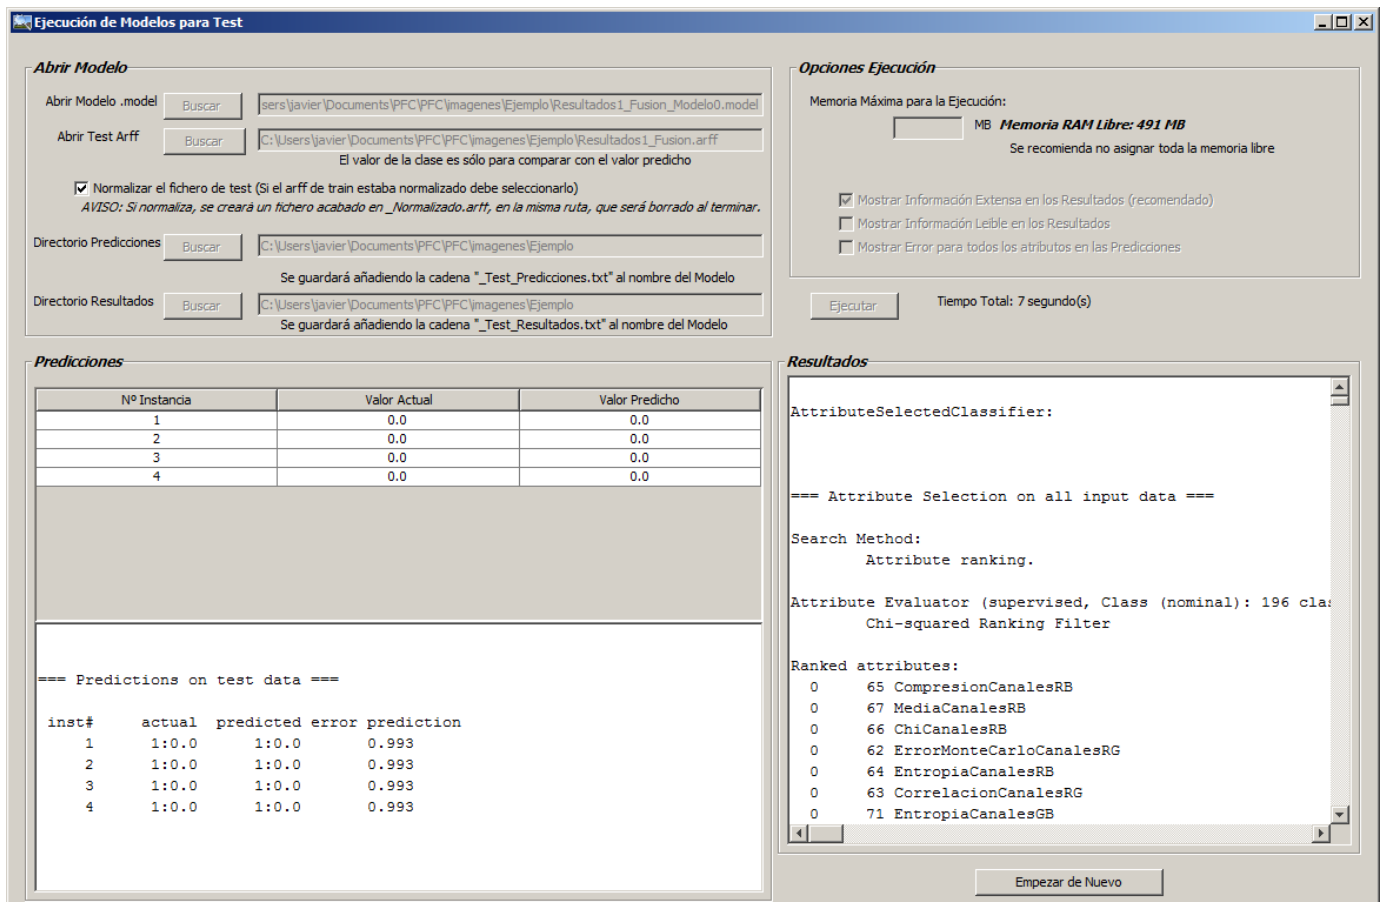 Ejecución de Modelos para Test
Abrir Modelo
Abrir Modelo .model Buscar sers\javier\Documents\PFC\PFC\imagenes\Ejemplo\Resultados1_Fusion_Modelo0.model
Abrir Test Arff Buscar C:\Users\javier\Documents\PFC\PFC\imagenes\Ejemplo\Resultados1_Fusion.arff
El valor de la clase es sólo para comparar con el valor predicho
Normalizar el fichero de test (Si el arff de train estaba normalizado debe seleccionarlo)
AVISO: Si normaliza, se creará un fichero acabado en _Normalizado.arff, en la misma ruta, que será borrado al terminar.
Directorio Predicciones Buscar C:\Users\javier\Documents\PFC\PFC\imagenes\Ejemplo
Se guardará añadiendo la cadena "_Test_Predicciones.txt" al nombre del Modelo
Directorio Resultados Buscar C:\Users\javier\Documents\PFC\PFC\imagenes\Ejemplo
Se guardará añadiendo la cadena "_Test_Resultados.txt" al nombre del Modelo
Opciones Ejecución
Memoria Máxima para la Ejecución:
MB Memoria RAM Libre: 491 MB
Se recomienda no asignar toda la memoria libre
Mostrar Información Extensa en los Resultados (recomendado)
Mostrar Información Leible en los Resultados
Mostrar Error para todos los atributos en las Predicciones
Ejecutar Tiempo Total: 7 segundo(s)
Predicciones
Nº Instancia Valor Actual Valor Predicho
1 0.0 0.0
2 0.0 0.0
3 0.0 0.0
4 0.0 0.0
=== Predictions on test data ===
inst# actual predicted error prediction
1 1:0.0 1:0.0 0.993
2 1:0.0 1:0.0 0.993
3 1:0.0 1:0.0 0.993
4 1:0.0 1:0.0 0.993
Resultados
AttributeSelectedClassifier:
=== Attribute Selection on all input data ===
Search Method:
Attribute ranking.
Attribute Evaluator (supervised, Class (nominal): 196 clas
Chi-squared Ranking Filter
Ranked attributes:
0 65 CompresionCanalesRB
0 67 MediaCanalesRB
0 66 ChiCanalesRB
0 62 ErrorMonteCarloCanalesRG
0 64 EntropiaCanalesRB
0 63 CorrelacionCanalesRG
0 71 EntropiaCanalesGB
Empezar de Nuevo